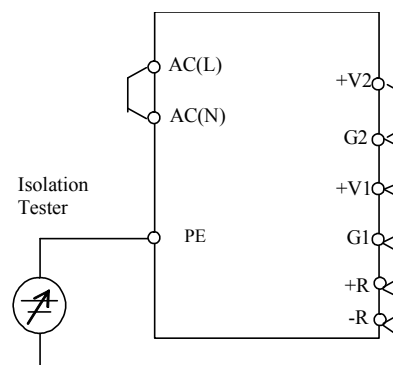 AC(L)
AC(N)
Isolation
Tester
PE
+V2
G2
+V1
G1
+R
-R